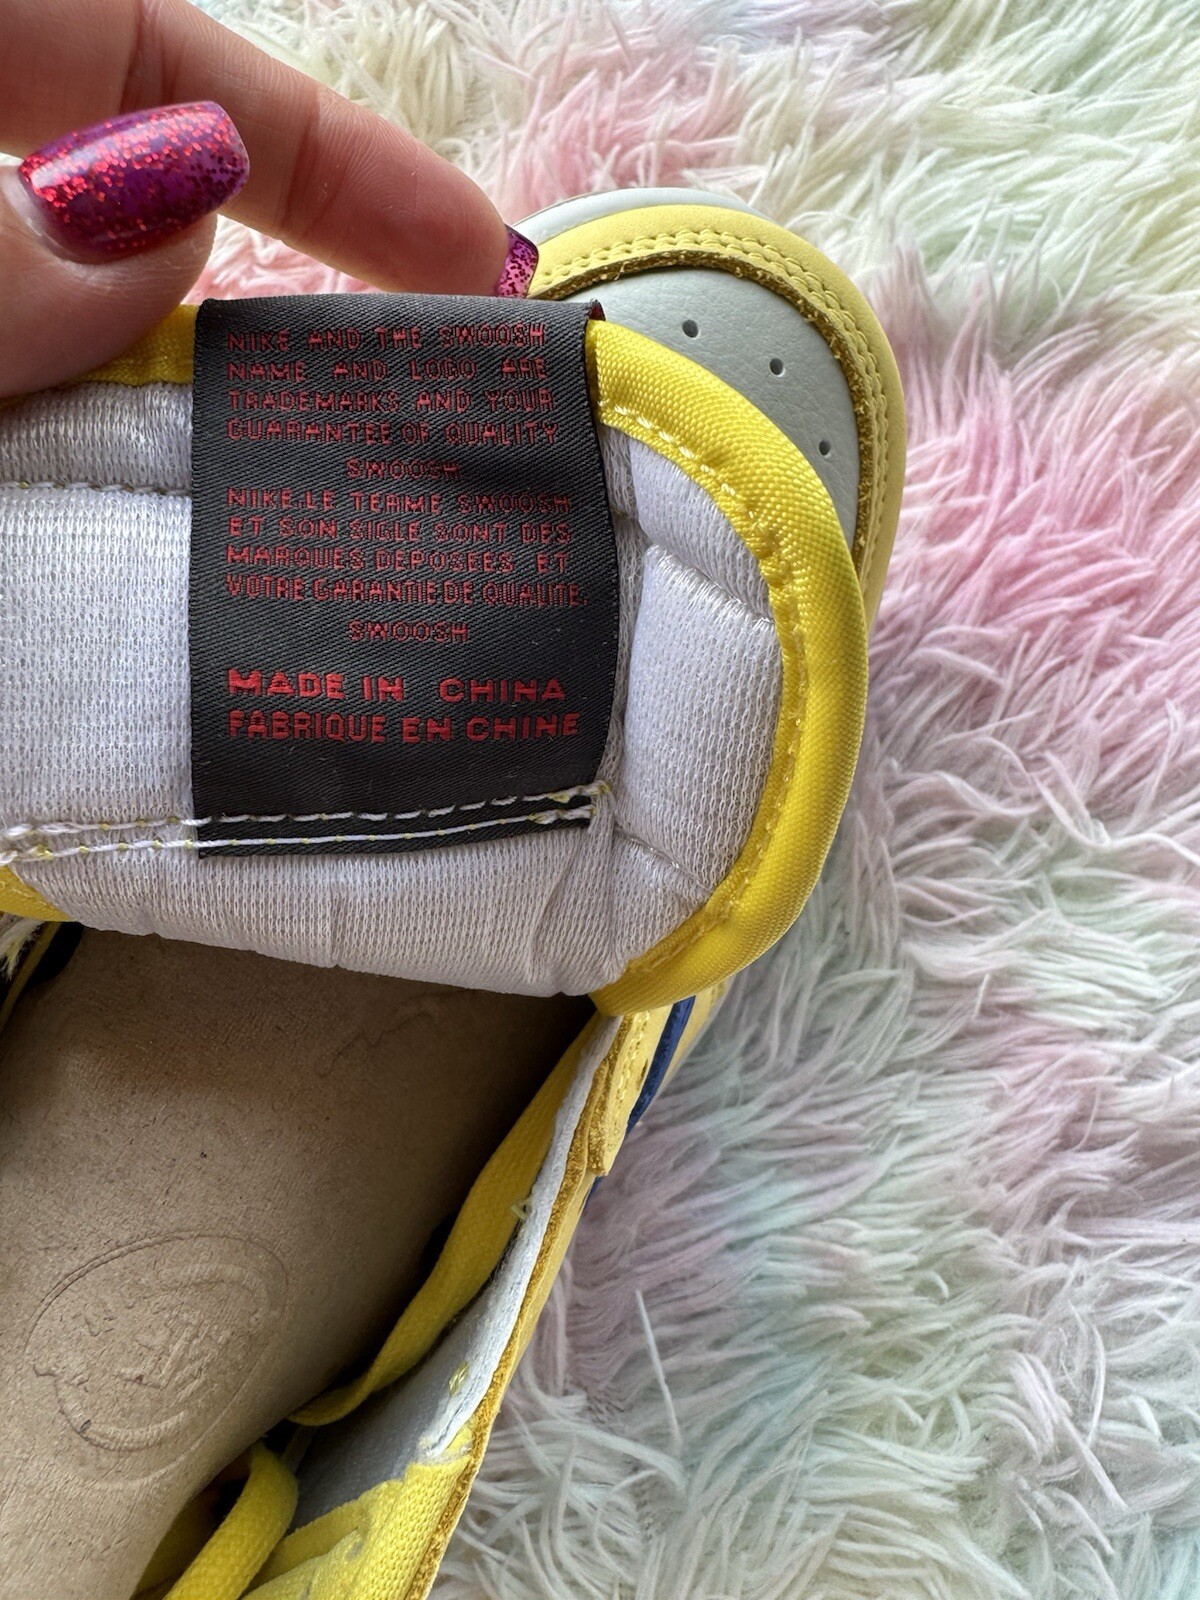 NIKE AND THE SWOOSH
NAME AND LOGO ARE
TRADEMARKS AND YOUR
GUARANTEE OF QUALITY
SWOOSH
NIKE.LE TERME SWOOSH
ET SON SIGLE SONT DES
MARQUES DEPOSEES ET
VOTRE GARANTIE DE QUALITE.
SWOOSH
MADE IN CHINA
FABRIQUE EN CHINE